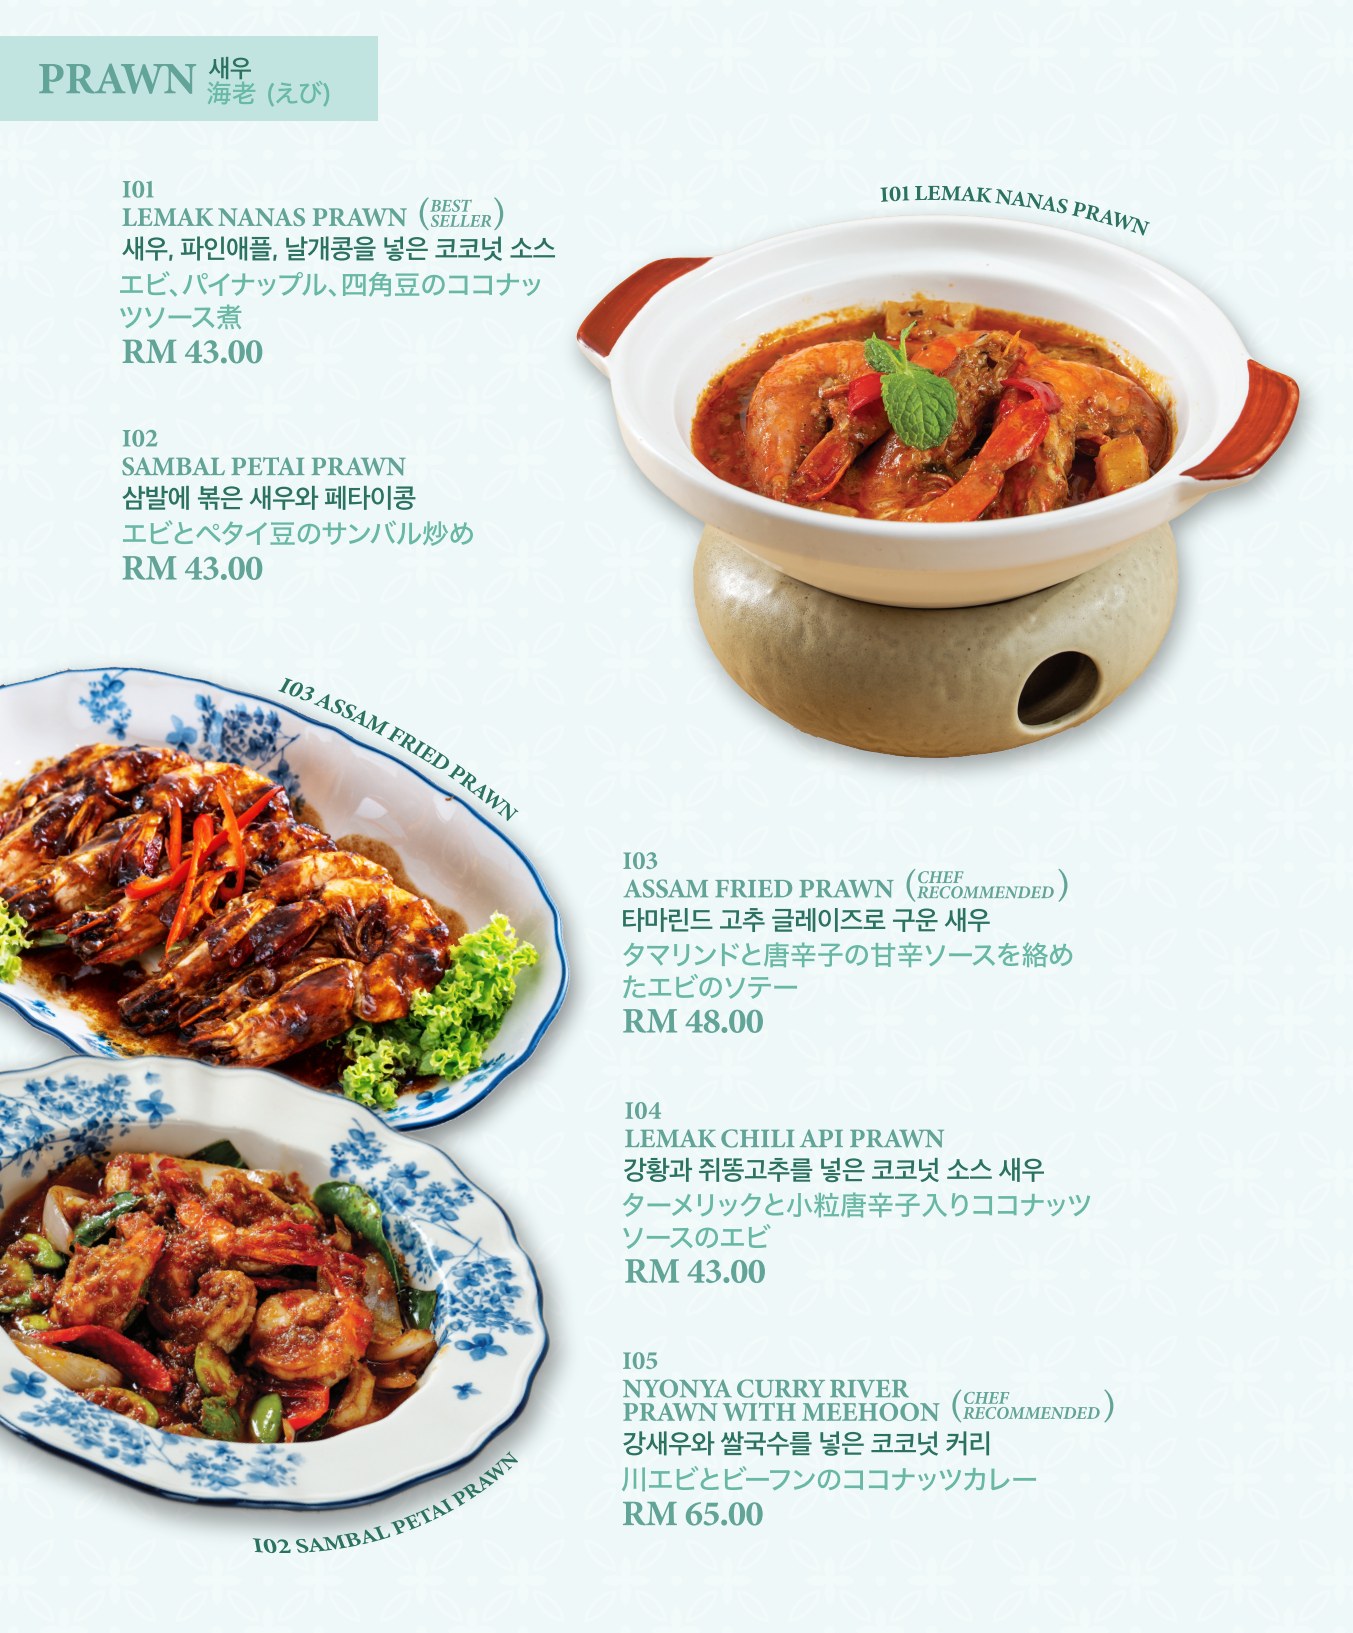 PRAWN
새우
海老 (えび)
I01
LEMAK NANAS PRAWN (BEST SELLER)
새우, 파인애플, 날개콩을 넣은 코코넛 소스
エビ、パイナップル、四角豆のココナッ
ツソース煮
RM 43.00
I01 LEMAK NANAS PRAWN
I02
SAMBAL PETAI PRAWN
삼발에 볶은 새우와 페타이콩
エビとペタイ豆のサンバル炒め
RM 43.00
I03 ASSAM FRIED PRAWN
I03
ASSAM FRIED PRAWN (CHEF RECOMMENDED)
타마린드 고추 글레이즈로 구운 새우
タマリンドと唐辛子の甘辛ソースを絡め
たエビのソテー
RM 48.00
I04
LEMAK CHILI API PRAWN
강황과 쥐똥고추를 넣은 코코넛 소스 새우
ターメリックと小粒唐辛子入りココナッツ
ソースのエビ
RM 43.00
I05
NYONYA CURRY RIVER
PRAWN WITH MEEHOON (CHEF RECOMMENDED)
강새우와 쌀국수를 넣은 코코넛 커리
川エビとビーフンのココナッツカレー
RM 65.00
I02 SAMBAL PETAI PRAWN